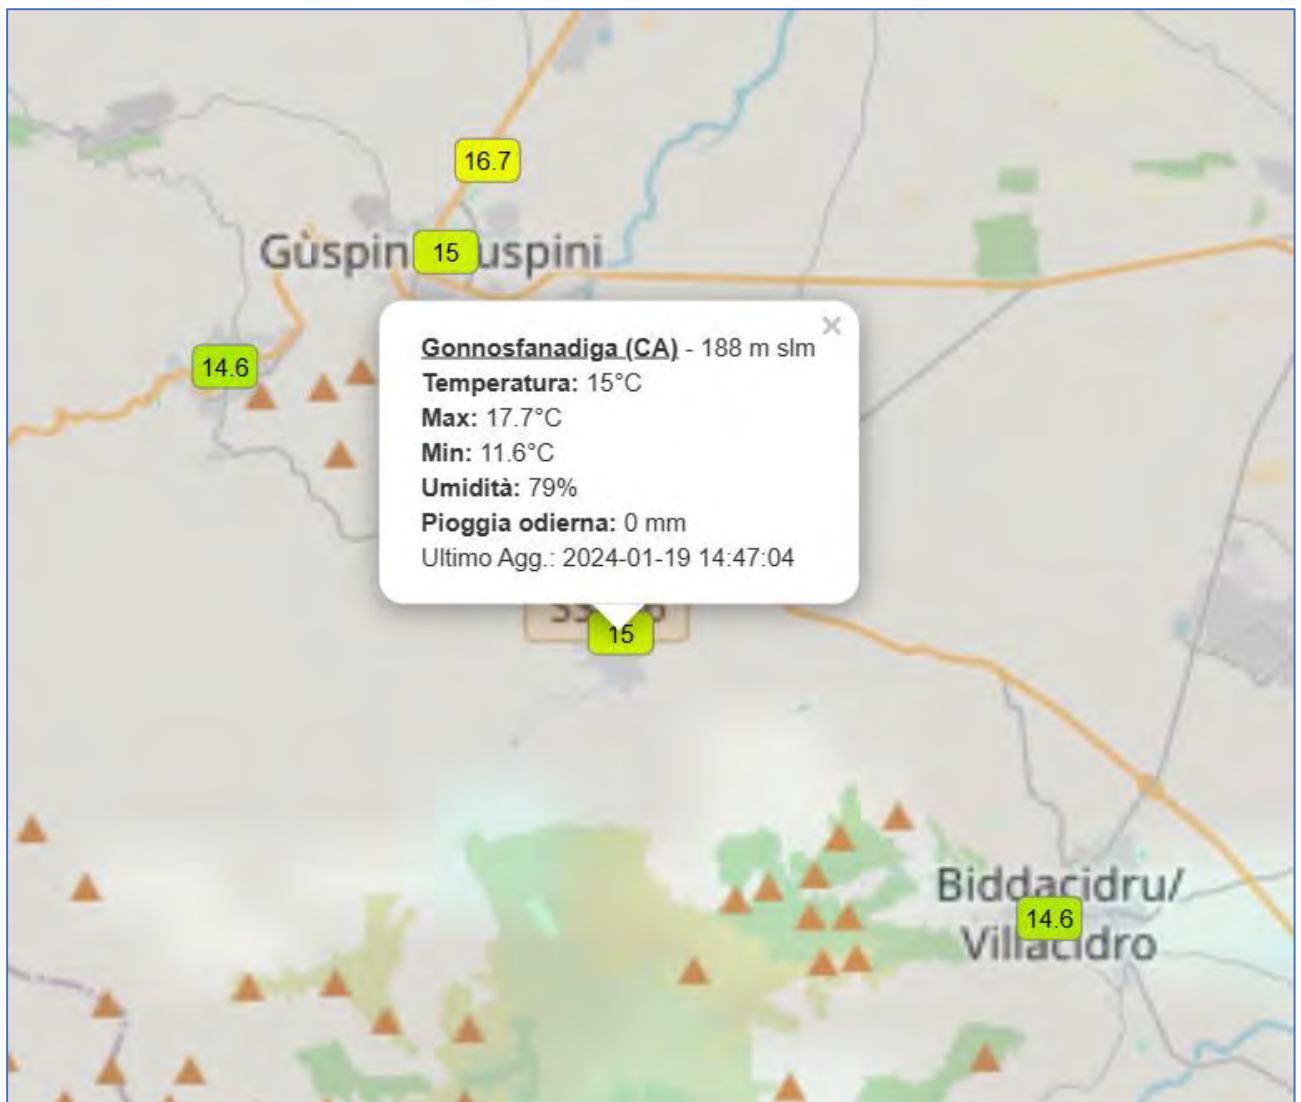 16.7
Gùspin 15 uspini
14.6
×
Gonnosfanadiga (CA) - 188 m slm
Temperatura: 15°C
Max: 17.7°C
Min: 11.6°C
Umidità: 79%
Pioggia odierna: 0 mm
Ultimo Agg.: 2024-01-19 14:47:04
15
Biddacidru/
14.6
Villacidro